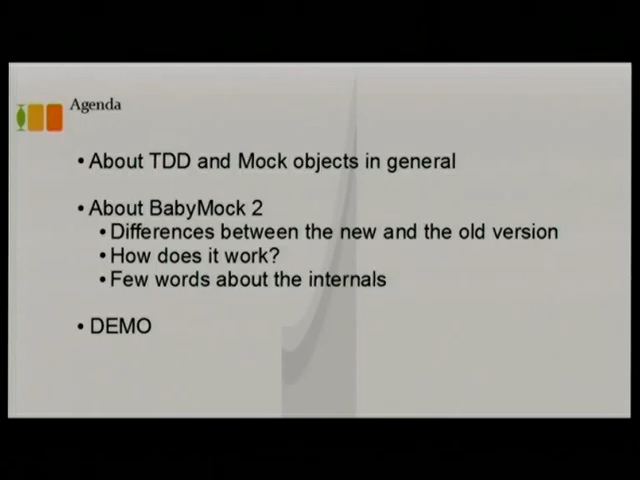 Agenda
• About TDD and Mock objects in general
• About BabyMock 2
• Differences between the new and the old version
• How does it work?
• Few words about the internals
• DEMO